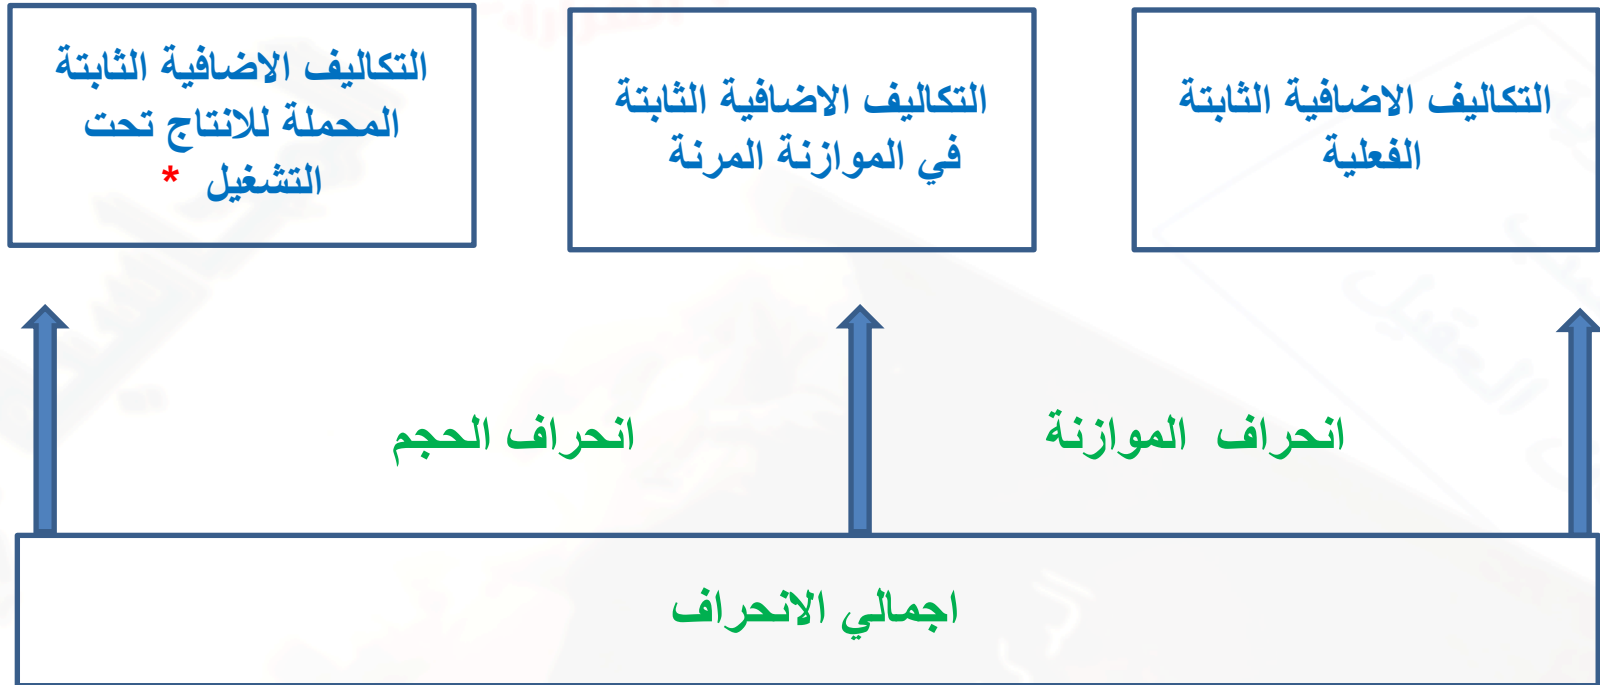 التكاليف الاضافية الثابتة
الفعلية
التكاليف الاضافية الثابتة
في الموازنة المرنة
التكاليف الاضافية الثابتة
المحملة للانتاج تحت
التشغيل *
انحراف الموازنة
انحراف الحجم
اجمالي الانحراف